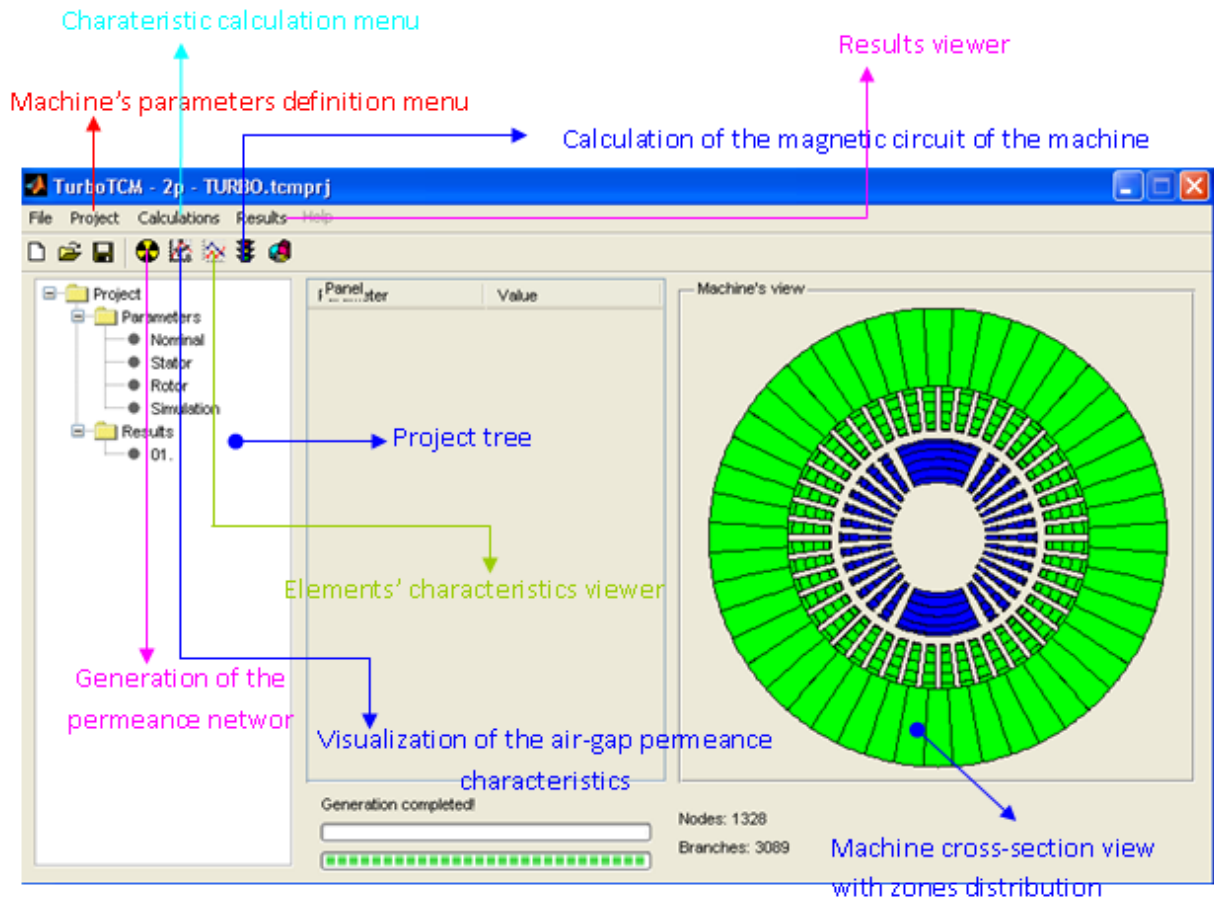 Charateristic calculation menu
Results viewer
Machine's parameters definition menu
Calculation of the magnetic circuit of the machine
TurboTCM - 2p - TURBO.tcmprj
File Project Calculations Results Help
Project
Parameters
Nominal
Stator
Rotor
Simulation
Results
01.
Panel
Value
Machine's view
Project tree
Elements' characteristics viewer
Generation of the
permeance networ
Visualization of the air-gap permeance
characteristics
Generation completed!
Nodes: 1328
Branches: 3089
Machine cross-section view
with zones distribution